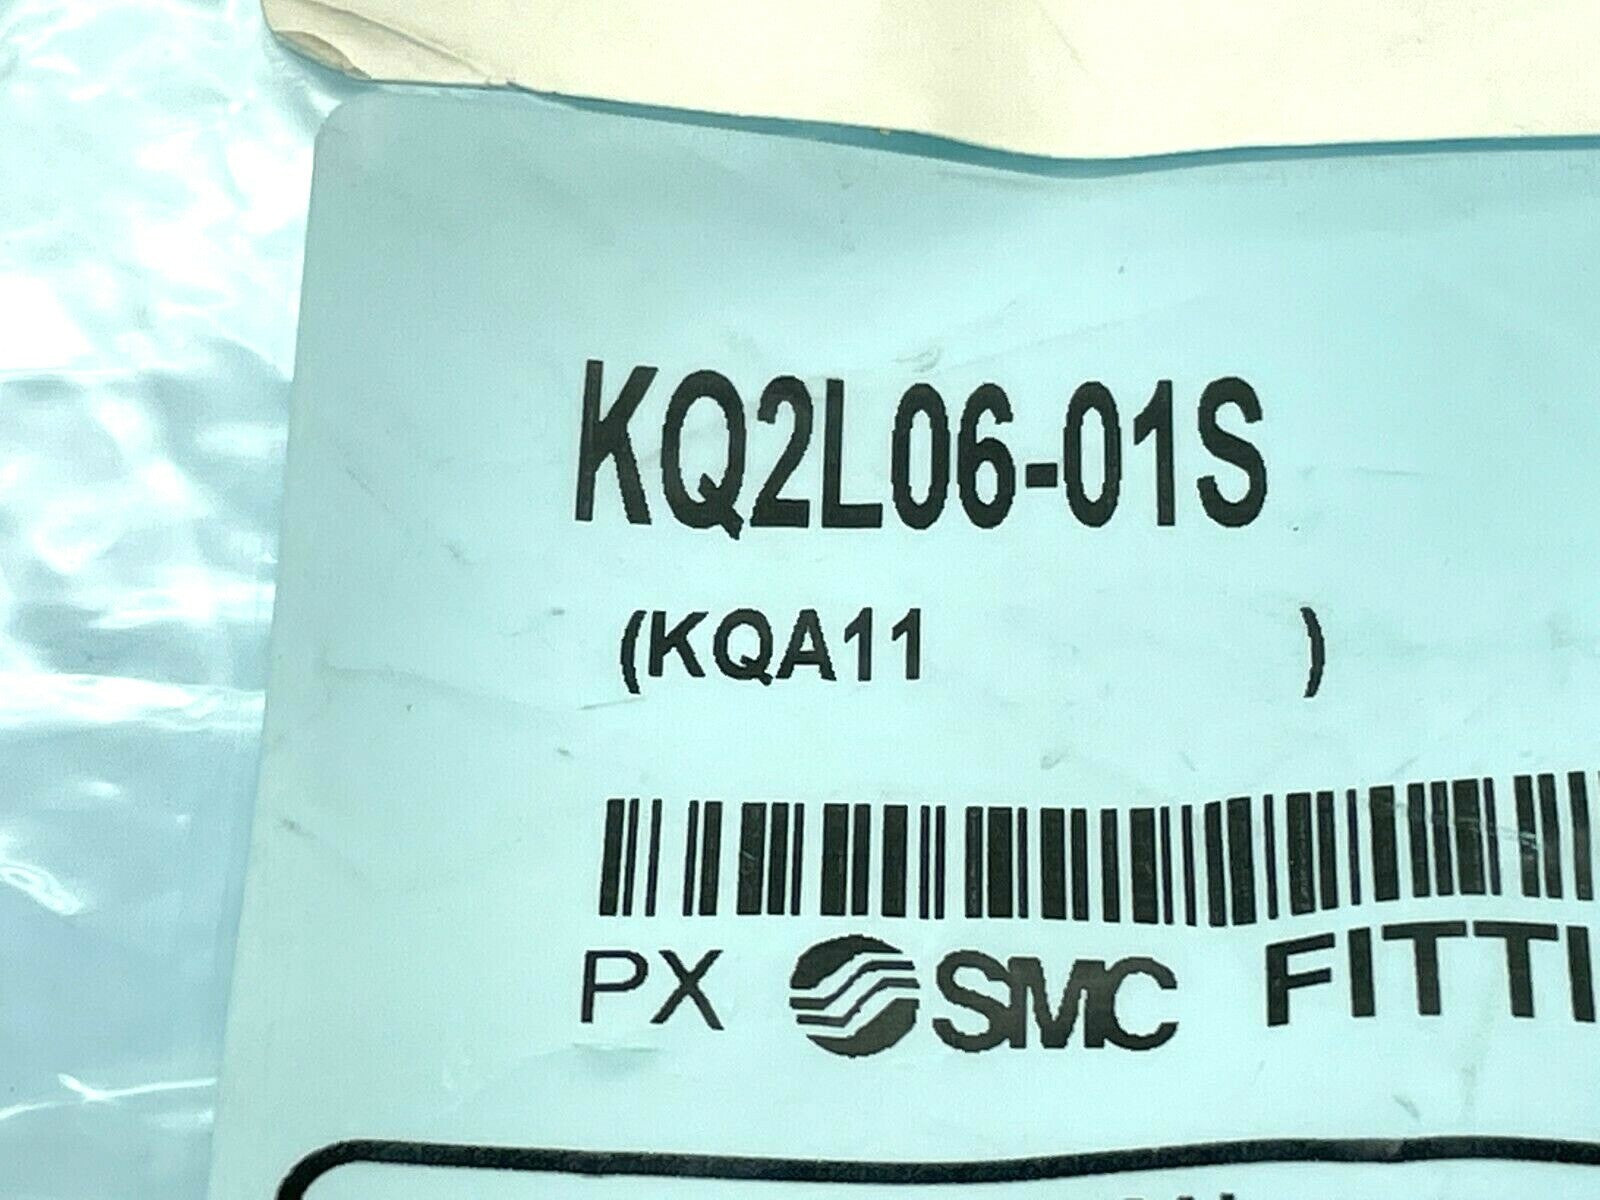 KQ2L06-01S
(KQA11 )
PX SMC FITTI